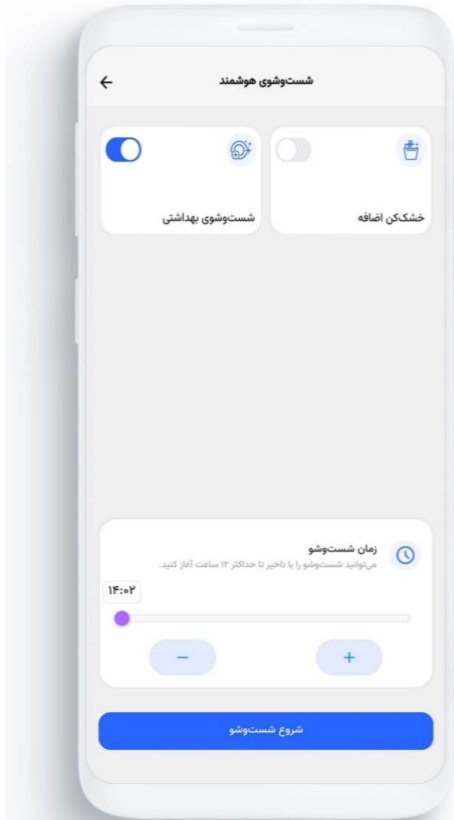 شست‌وشوی هوشمند
خشک‌کن اضافه
شست‌وشوی بهداشتی
زمان شست‌وشو
می‌توانید شست‌وشو را با تاخیر تا حداکثر ۱۲ ساعت آغاز کنید.
۱۴:۰۲
+
−
شروع شست‌وشو